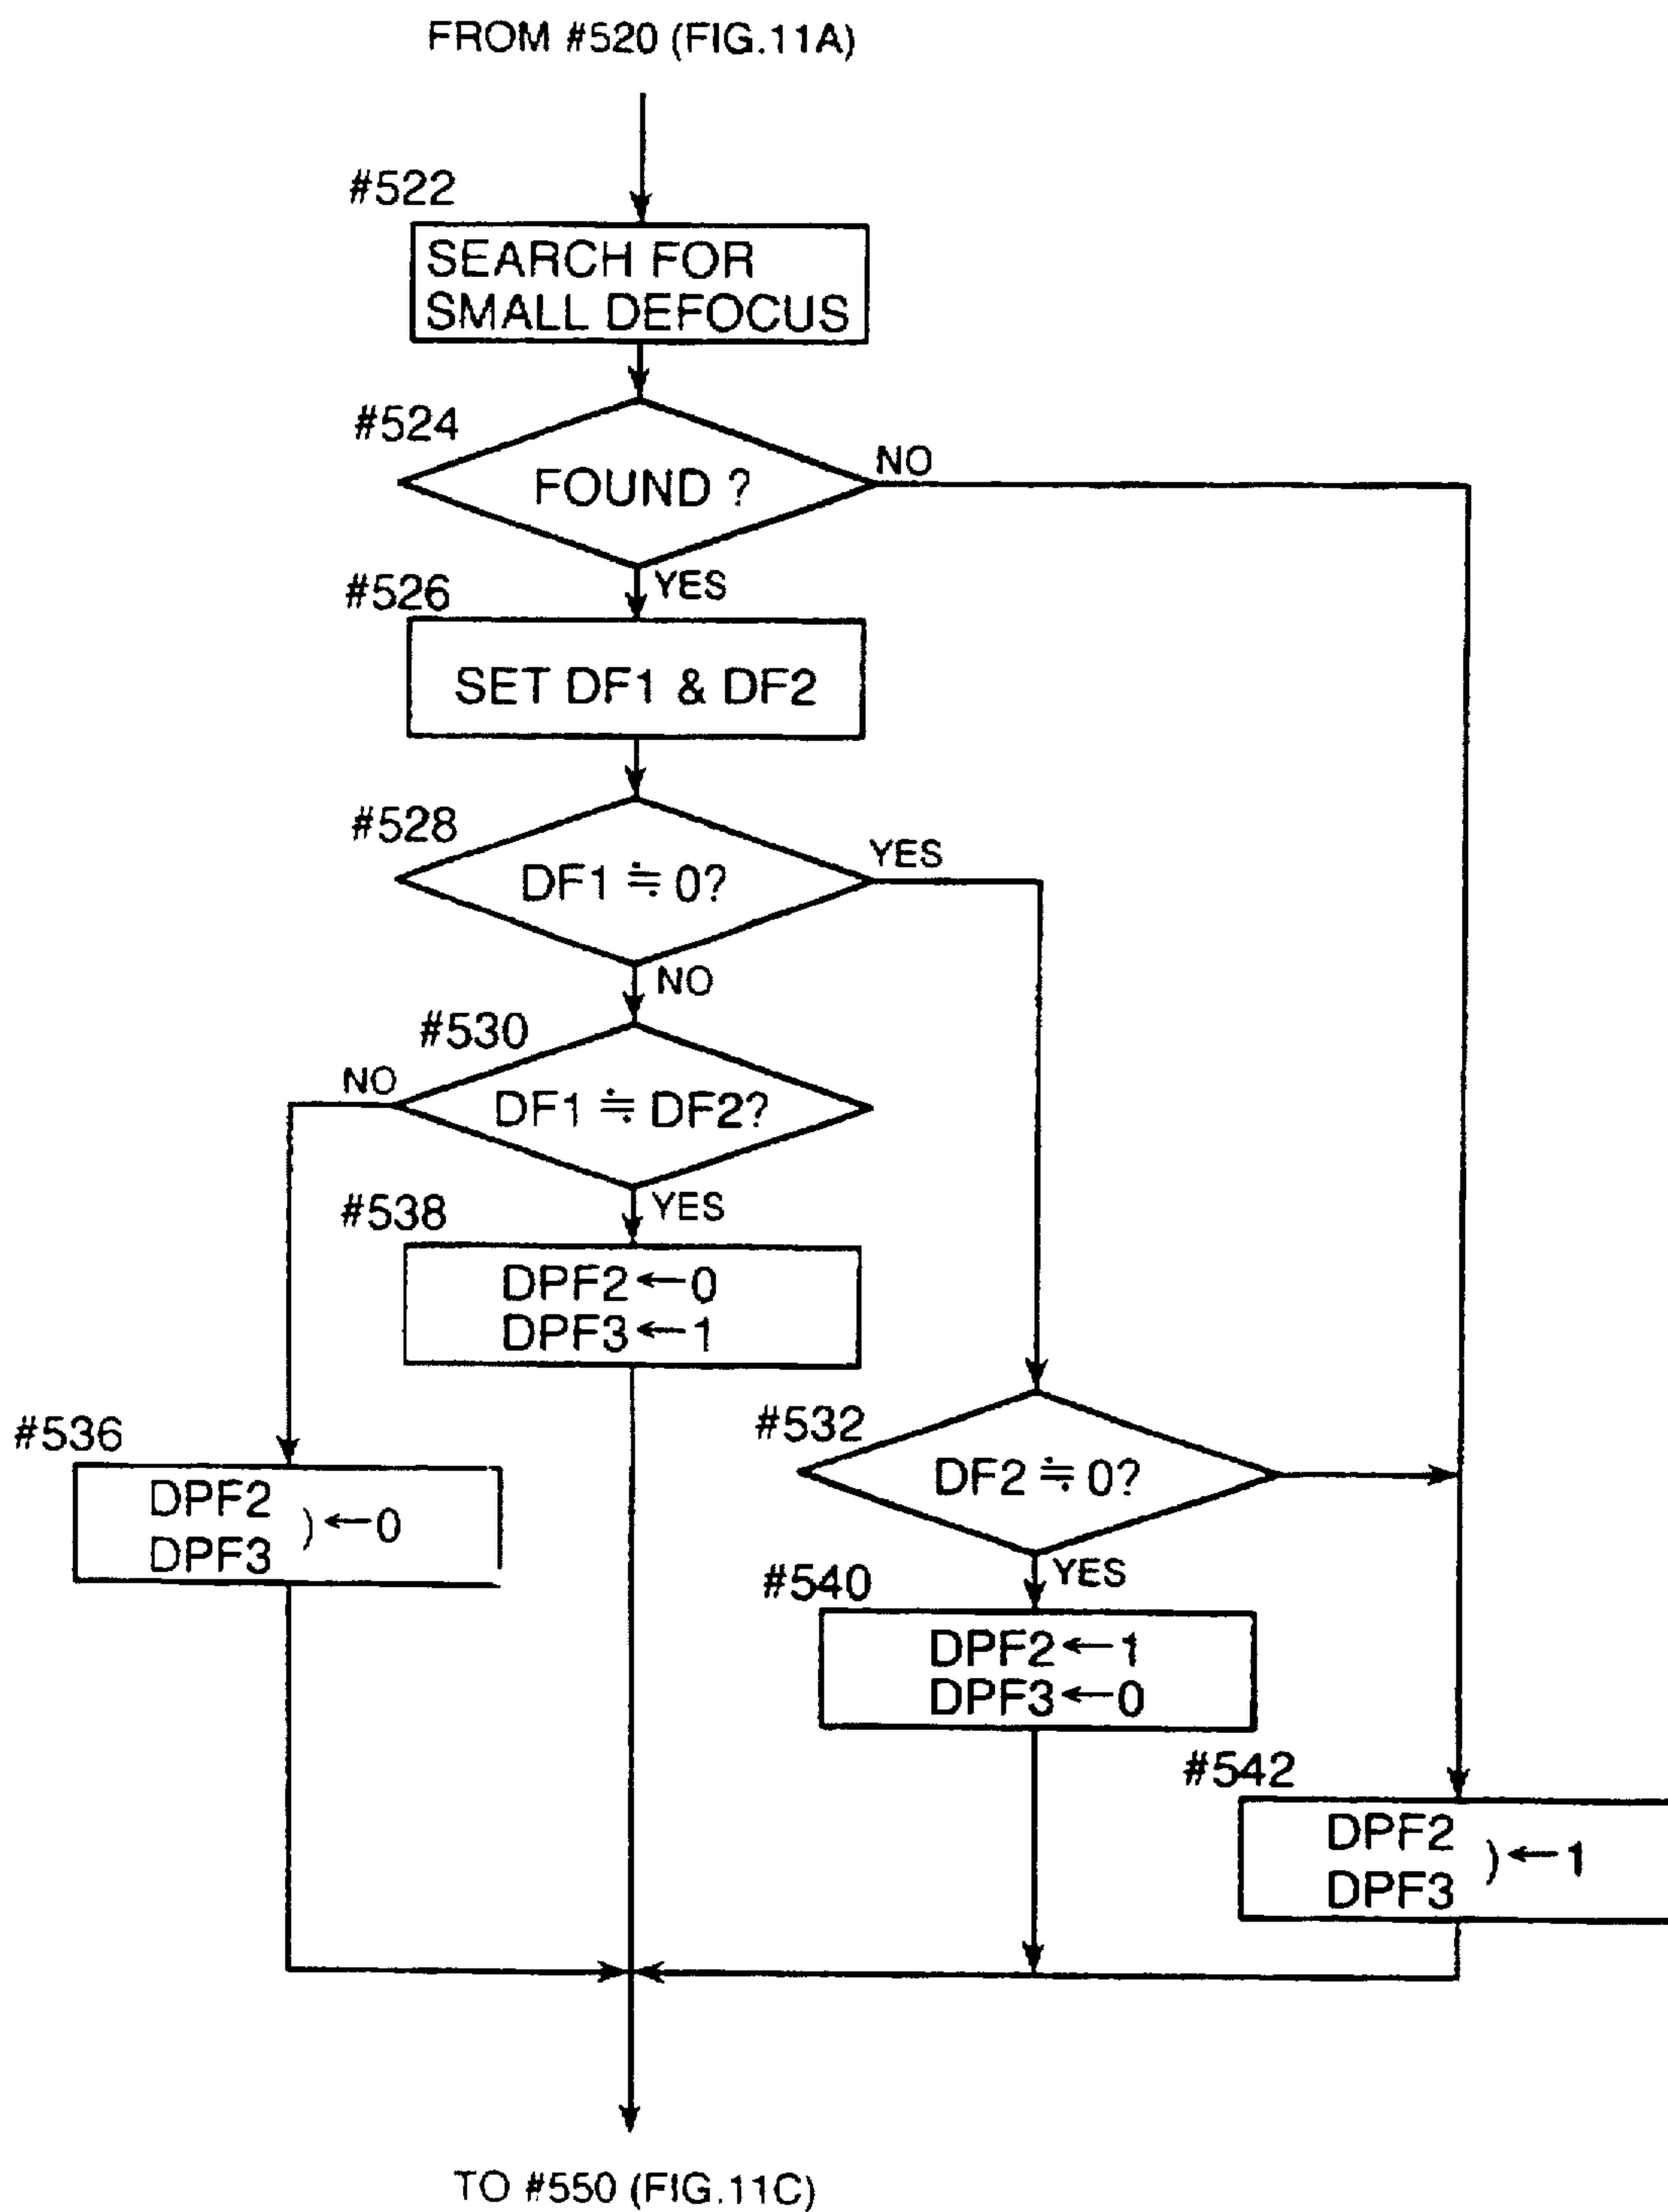 FROM #520 (FIG.11A)
#522
SEARCH FOR
SMALL DEFOCUS
#524
FOUND ?
NO
YES
#526
SET DF1 & DF2
#528
DF1 ≒ 0?
YES
NO
#530
NO
DF1 ≒ DF2?
YES
#538
DPF2←0
DPF3←1
#536
DPF2
DPF3
)←0
#532
DF2 ≒ 0?
YES
#540
DPF2←1
DPF3←0
#542
DPF2
DPF3
)←1
TO #550 (FIG.11C)